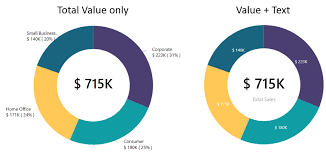 Total Value only
Small Business
$ 140K ( 20% )
Corporate
$ 223K ( 31% )
$ 715K
Home Office
$ 171K ( 24% )
Consumer
$ 180K ( 25% )
Value + Text
$ 140K
$ 223K
$ 715K
Total Sales
$ 180K